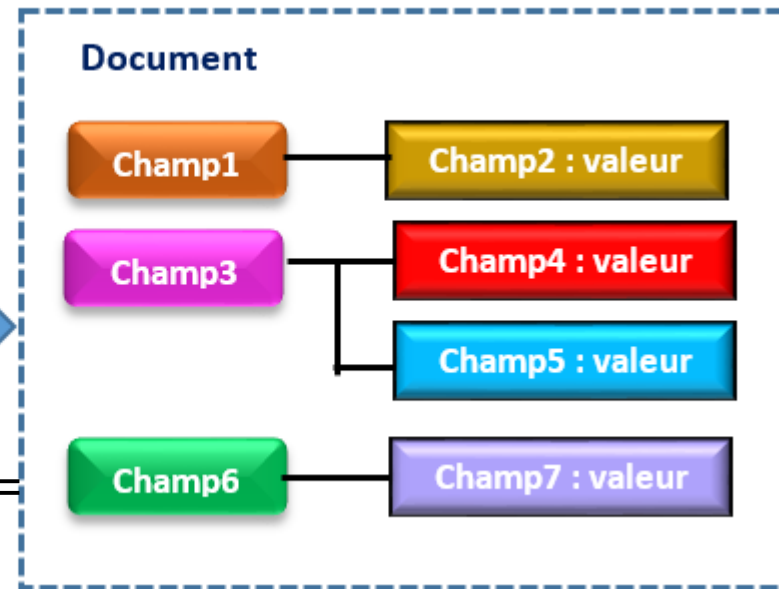 Document
Champ1
Champ2 : valeur
Champ3
Champ4 : valeur
Champ5 : valeur
Champ6
Champ7 : valeur